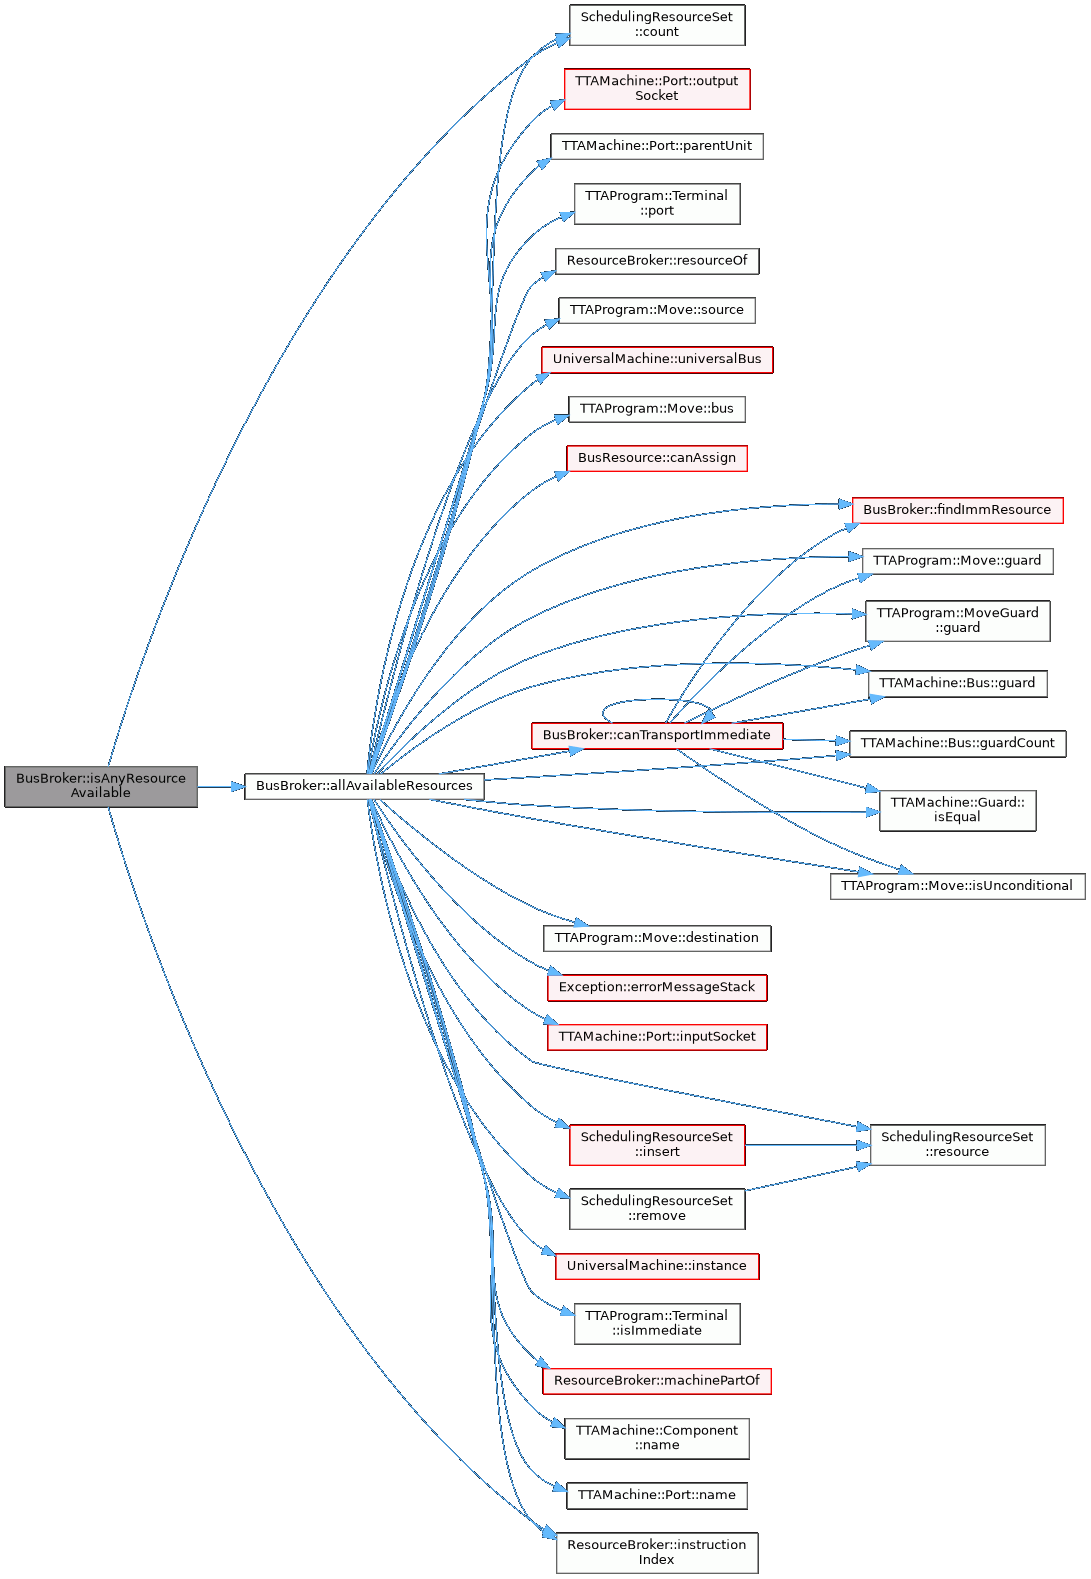 SchedulingResourceSet
::count
TTAMachine::Port::output
Socket
TTAMachine::Port::parentUnit
TTAProgram::Terminal
::port
ResourceBroker::resourceOf
TTAProgram::Move::source
UniversalMachine::universalBus
TTAProgram::Move::bus
BusResource::canAssign
BusBroker::findImmResource
TTAProgram::Move::guard
TTAProgram::MoveGuard
::guard
TTAMachine::Bus::guard
BusBroker::canTransportImmediate
TTAMachine::Bus::guardCount
BusBroker::isAnyResource
Available
BusBroker::allAvailableResources
TTAMachine::Guard::
isEqual
TTAProgram::Move::isUnconditional
TTAProgram::Move::destination
Exception::errorMessageStack
TTAMachine::Port::inputSocket
SchedulingResourceSet
::insert
SchedulingResourceSet
::resource
SchedulingResourceSet
::remove
UniversalMachine::instance
TTAProgram::Terminal
::isImmediate
ResourceBroker::machinePartOf
TTAMachine::Component
::name
TTAMachine::Port::name
ResourceBroker::instruction
Index